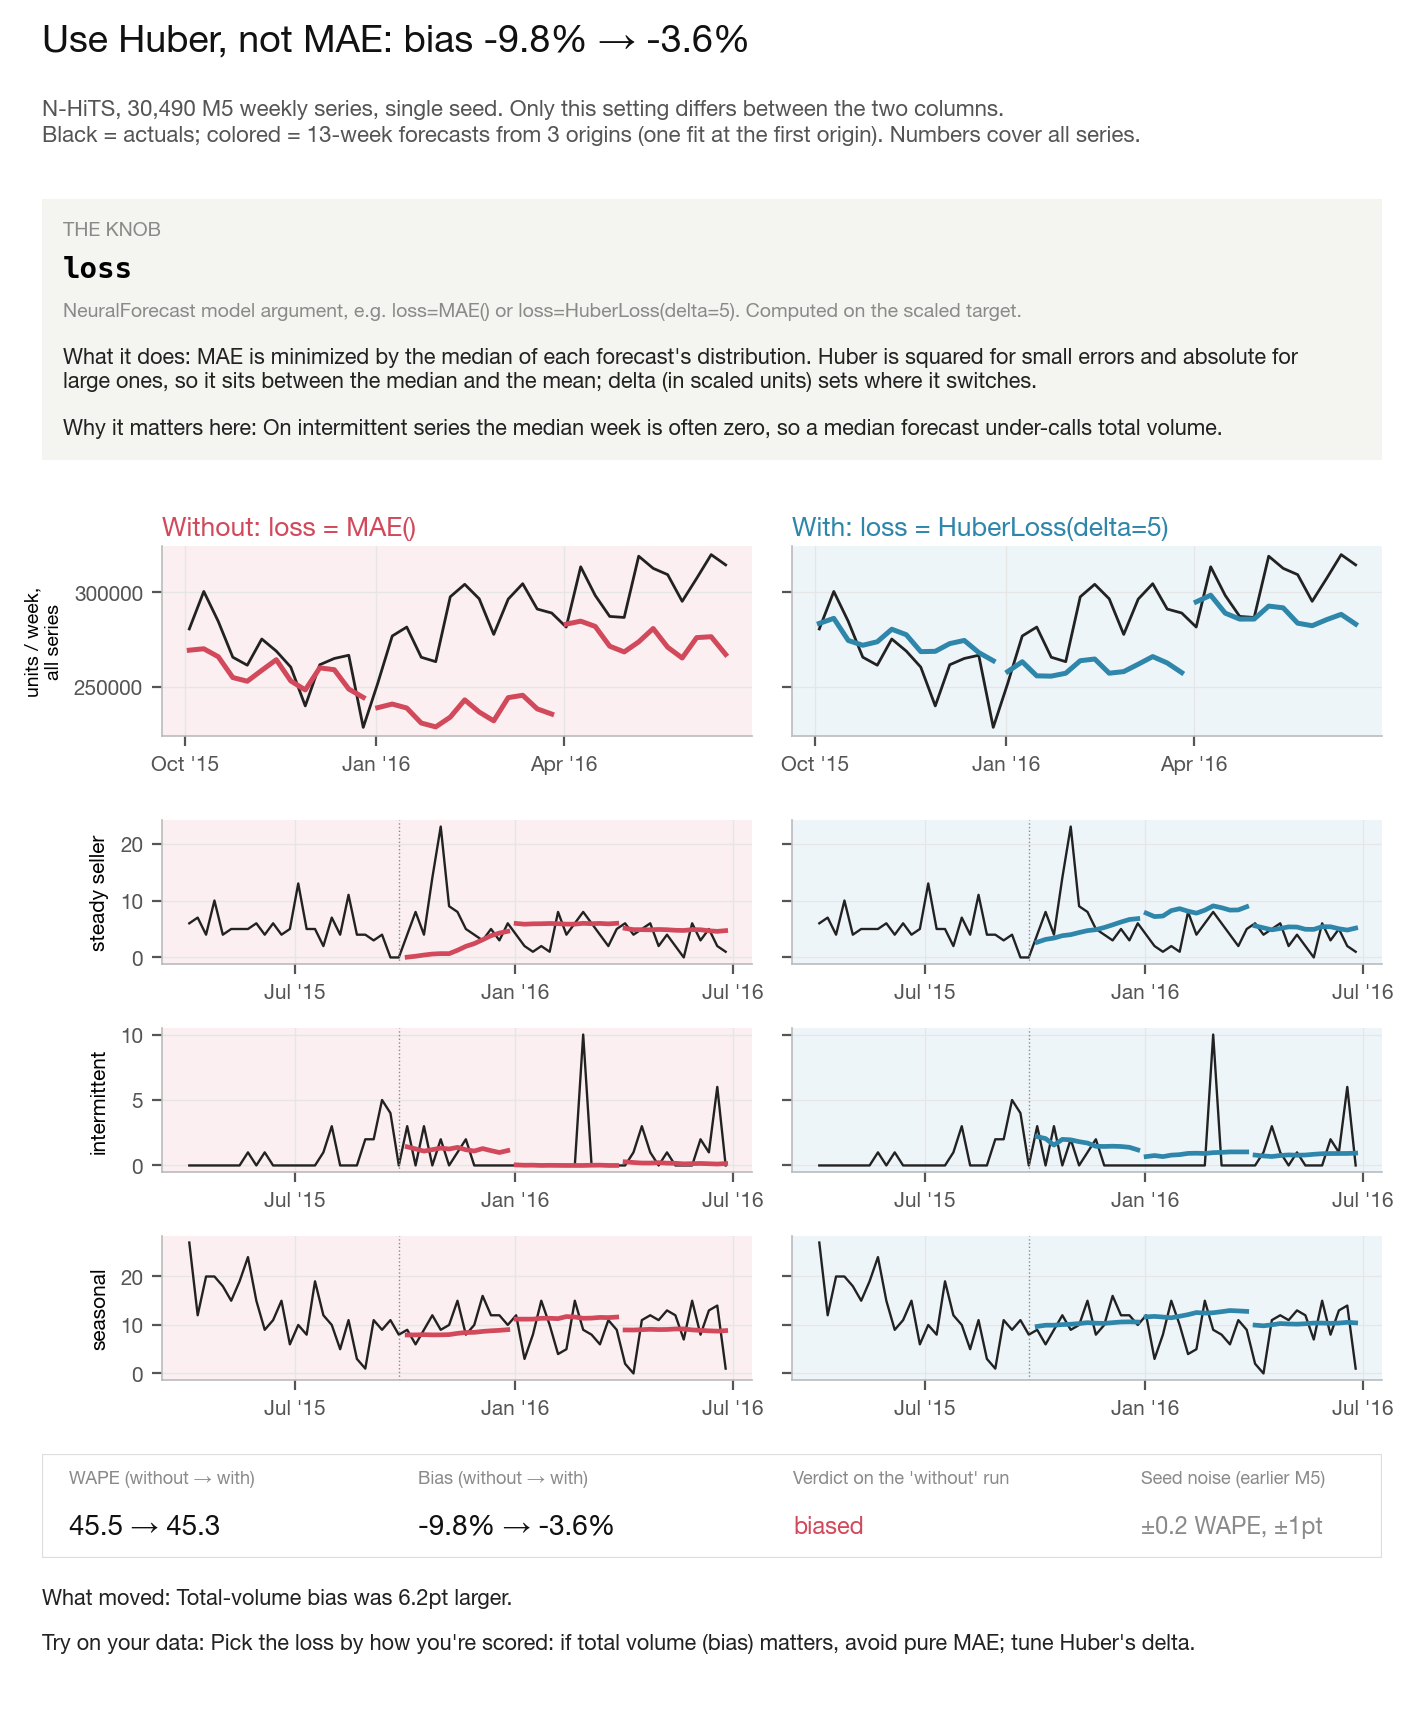 Use Huber, not MAE: bias -9.8% → -3.6%
N-HiTS, 30,490 M5 weekly series, single seed. Only this setting differs between the two columns.
Black = actuals; colored = 13-week forecasts from 3 origins (one fit at the first origin). Numbers cover all series.
THE KNOB
loss
NeuralForecast model argument, e.g. loss=MAE() or loss=HuberLoss(delta=5). Computed on the scaled target.
What it does: MAE is minimized by the median of each forecast's distribution. Huber is squared for small errors and absolute for
large ones, so it sits between the median and the mean; delta (in scaled units) sets where it switches.
Why it matters here: On intermittent series the median week is often zero, so a median forecast under-calls total volume.
Without: loss = MAE()
With: loss = HuberLoss(delta=5)
units / week,
all series
300000
250000
Oct '15 Jan '16 Apr '16
Oct '15 Jan '16 Apr '16
steady seller
20
10
0
Jul '15 Jan '16 Jul '16
Jul '15 Jan '16 Jul '16
intermittent
10
5
0
Jul '15 Jan '16 Jul '16
Jul '15 Jan '16 Jul '16
seasonal
20
10
0
Jul '15 Jan '16 Jul '16
Jul '15 Jan '16 Jul '16
WAPE (without → with)
45.5 → 45.3
Bias (without → with)
-9.8% → -3.6%
Verdict on the 'without' run
biased
Seed noise (earlier M5)
±0.2 WAPE, ±1pt
What moved: Total-volume bias was 6.2pt larger.
Try on your data: Pick the loss by how you're scored: if total volume (bias) matters, avoid pure MAE; tune Huber's delta.